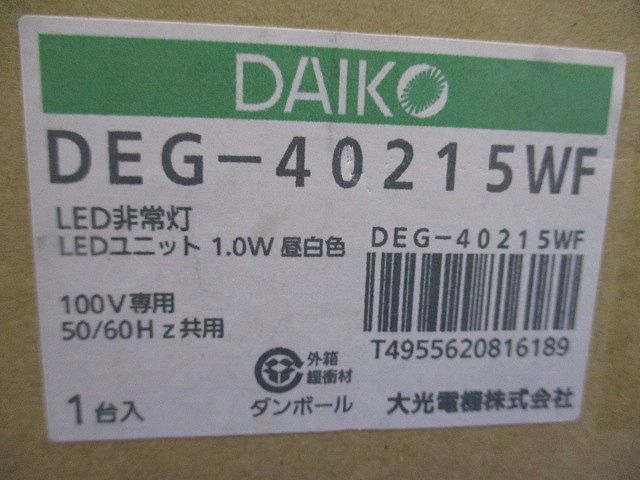 DAIKO
DEG-40215WF
LED非常灯
LEDユニット 1.0W 昼白色
DEG-40215WF
100V専用
50/60Hz共用
T4955620816189
外箱
緩衝材
1台入
ダンボール
大光電機株式会社